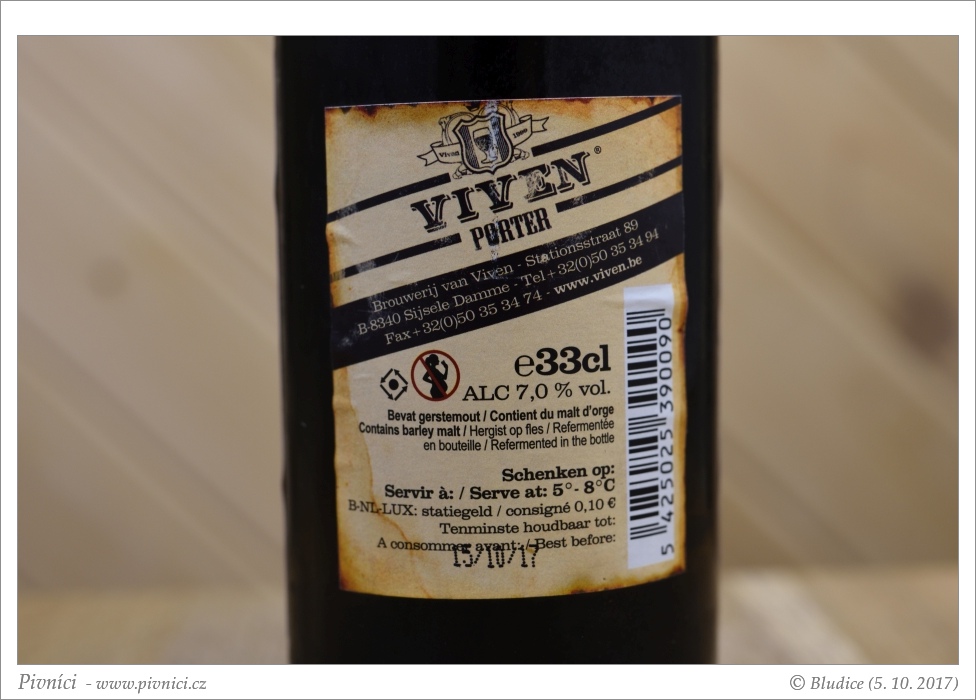 Viven 1999
VIVEN®
PORTER
Brouwerij van Viven - Stationsstraat 89
B-8340 Sijsele Damme - Tel+32(0)50 35 34 94
Fax+32(0)50 35 34 74 - www.viven.be
℮33cl
ALC 7,0 % vol.
Bevat gerstemout / Contient du malt d'orge
Contains barley malt / Hergist op fles / Refermentée
en bouteille / Refermented in the bottle
Schenken op:
Servir à: / Serve at: 5°- 8°C
B-NL-LUX: statiegeld / consigné 0,10 €
Tenminste houdbaar tot:
A consommer avant: / Best before:
15/10/17
5 425025 390090
Pivníci - www.pivnici.cz
© Bludice (5. 10. 2017)